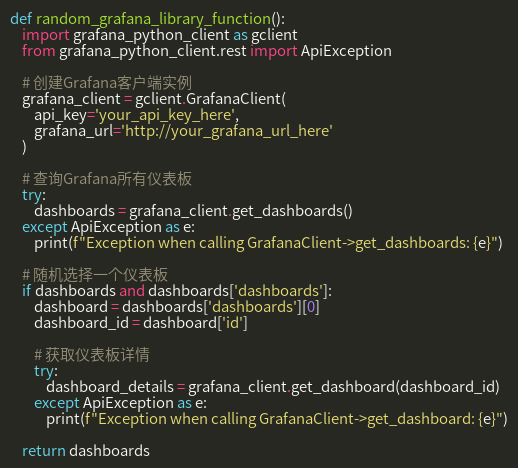 def random_grafana_library_function():
    import grafana_python_client as gclient
    from grafana_python_client.rest import ApiException

    # 创建Grafana客户端实例
    grafana_client = gclient.GrafanaClient(
        api_key='your_api_key_here',
        grafana_url='http://your_grafana_url_here'
    )

    # 查询Grafana所有仪表板
    try:
        dashboards = grafana_client.get_dashboards()
    except ApiException as e:
        print(f"Exception when calling GrafanaClient->get_dashboards: {e}")

    # 随机选择一个仪表板
    if dashboards and dashboards['dashboards']:
        dashboard = dashboards['dashboards'][0]
        dashboard_id = dashboard['id']

        # 获取仪表板详情
        try:
            dashboard_details = grafana_client.get_dashboard(dashboard_id)
        except ApiException as e:
            print(f"Exception when calling GrafanaClient->get_dashboard: {e}")

    return dashboards